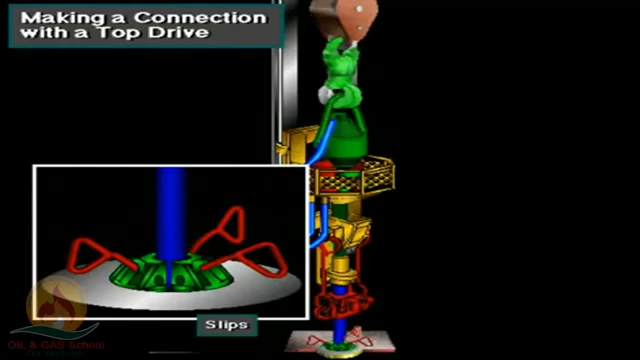 Making a Connection
with a Top Drive
Slips
OIL & GAS School